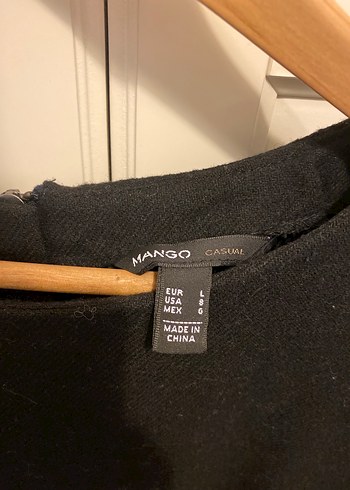 MANGO CASUAL
EUR L
USA 8
MEX G
MADE IN
CHINA